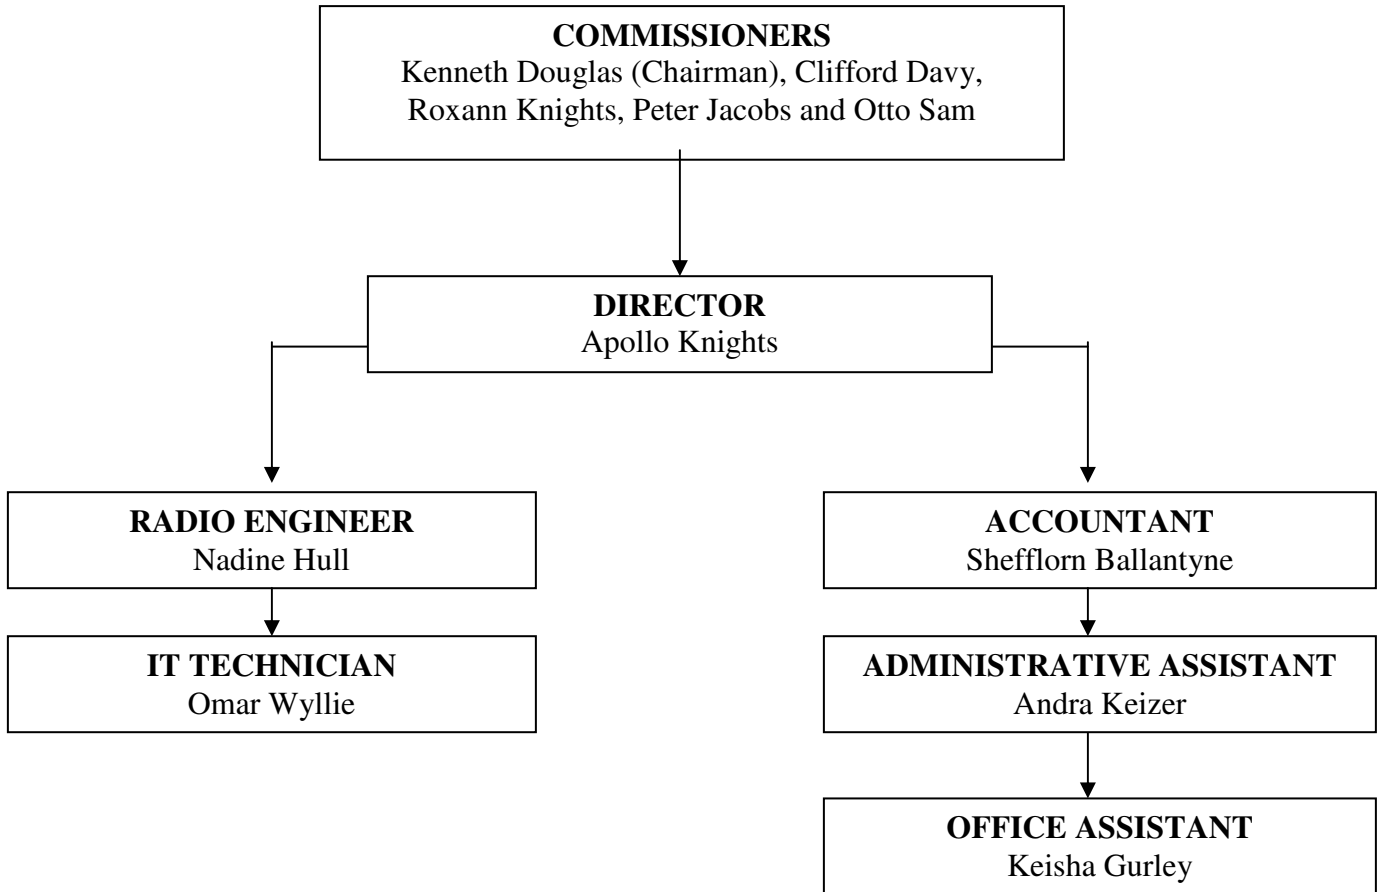 COMMISSIONERS
Kenneth Douglas (Chairman), Clifford Davy,
Roxann Knights, Peter Jacobs and Otto Sam
DIRECTOR
Apollo Knights
RADIO ENGINEER
Nadine Hull
ACCOUNTANT
Shefflorn Ballantyne
IT TECHNICIAN
Omar Wyllie
ADMINISTRATIVE ASSISTANT
Andra Keizer
OFFICE ASSISTANT
Keisha Gurley